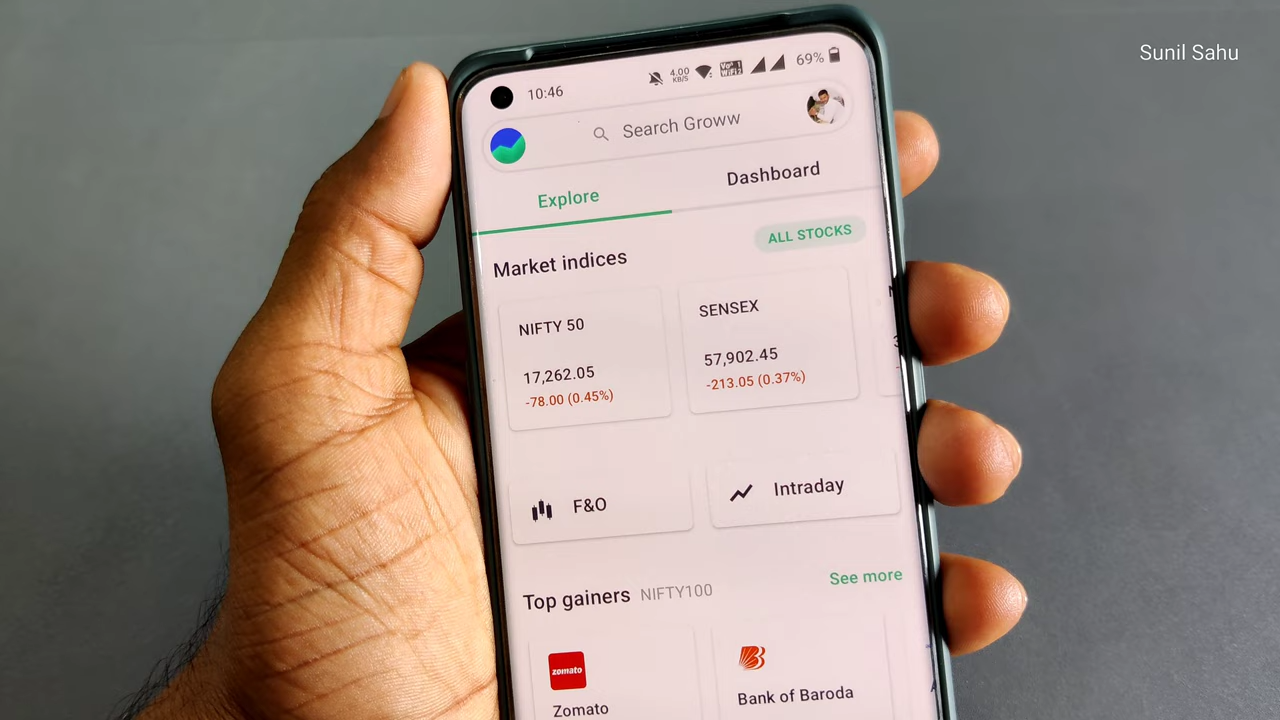 Sunil Sahu
10:46
4.00
KB/S
69%
Search Groww
Explore
Dashboard
Market indices
ALL STOCKS
NIFTY 50
17,262.05
-78.00 (0.45%)
SENSEX
57,902.45
-213.05 (0.37%)
F&O
Intraday
Top gainers NIFTY100
See more
zomato
Zomato
Bank of Baroda